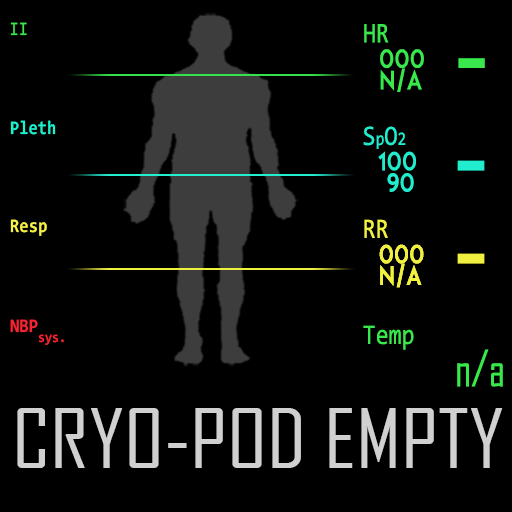 II
HR
000
N/A
Pleth
SpO2
100
90
Resp
RR
000
N/A
NBP sys.
Temp
n/a
CRYO-POD EMPTY